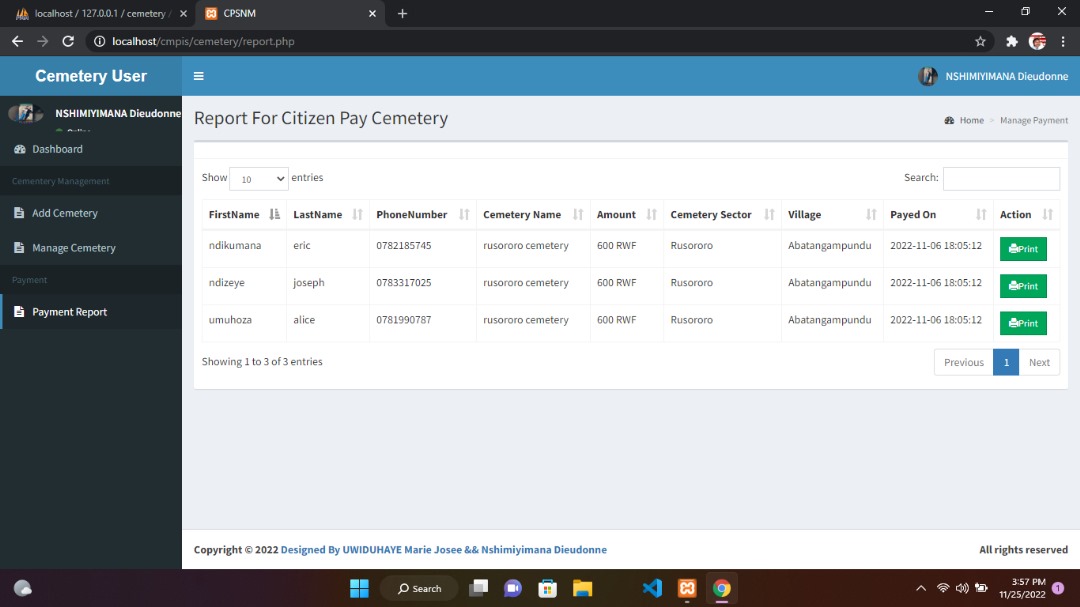 localhost / 127.0.0.1 / cemetery /
CPSNM
localhost/cmpis/cemetery/report.php
Cemetery User
NSHIMIYIMANA Dieudonne
NSHIMIYIMANA Dieudonne
Online
Dashboard
Cementery Management
Add Cemetery
Manage Cemetery
Payment
Payment Report
Report For Citizen Pay Cemetery
Home > Manage Payment
Show 10 entries
Search:
FirstName LastName PhoneNumber Cemetery Name Amount Cemetery Sector Village Payed On Action
ndikumana eric 0782185745 rusororo cemetery 600 RWF Rusororo Abatangampundu 2022-11-06 18:05:12 Print
ndizeye joseph 0783317025 rusororo cemetery 600 RWF Rusororo Abatangampundu 2022-11-06 18:05:12 Print
umuhoza alice 0781990787 rusororo cemetery 600 RWF Rusororo Abatangampundu 2022-11-06 18:05:12 Print
Showing 1 to 3 of 3 entries
Previous 1 Next
Copyright © 2022 Designed By UWIDUHAYE Marie Josee && Nshimiyimana Dieudonne
All rights reserved
Search
3:57 PM
11/25/2022
1